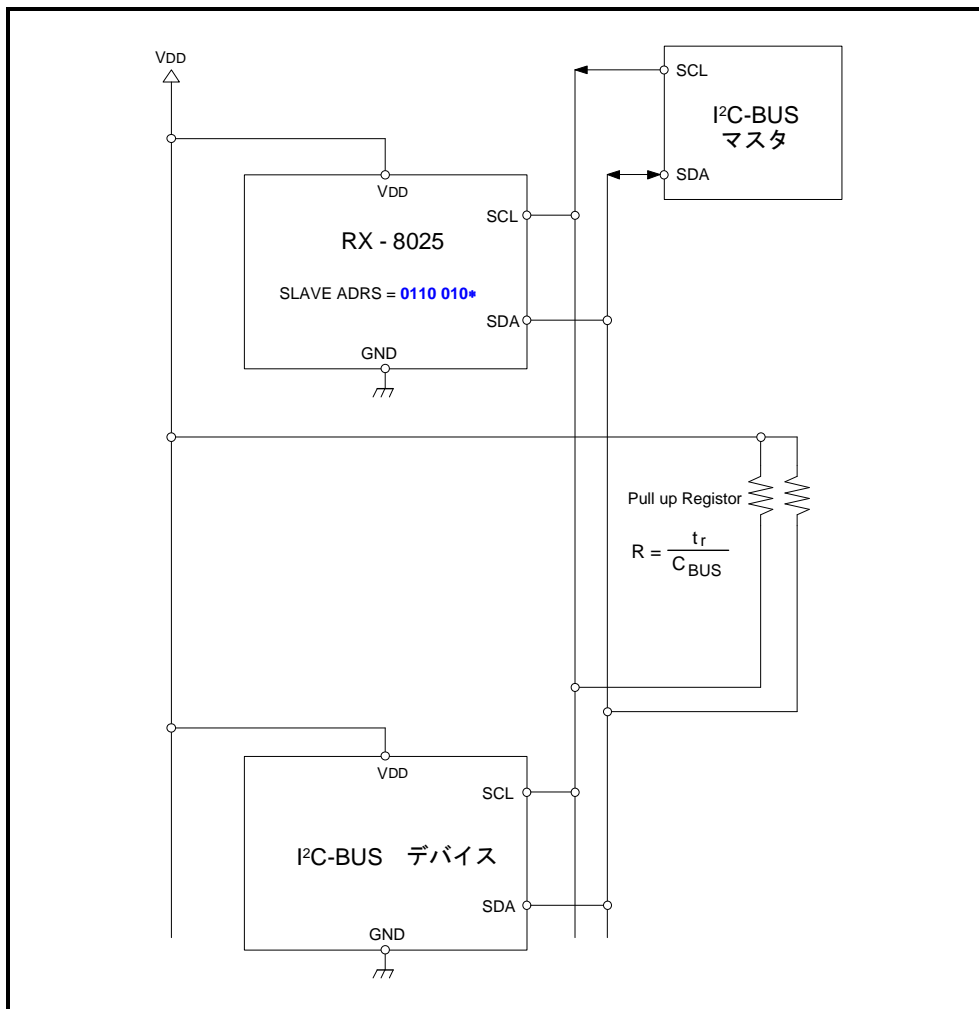 VDD
SCL
I²C-BUS
マスタ
SDA
VDD
SCL
RX - 8025
SLAVE ADRS = 0110 010*
SDA
GND
Pull up Registor
R = tr / CBUS
VDD
SCL
I²C-BUS デバイス
SDA
GND